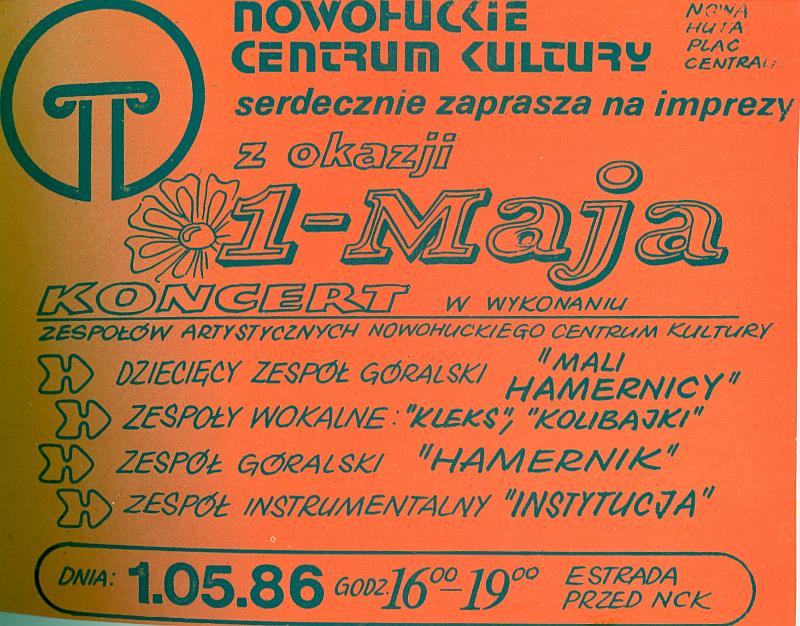 NOWOHUCKIE
CENTRUM KULTURY
NOWA
HUTA
PLAC
CENTRAL
serdecznie zaprasza na imprezy
z okazji
1-Maja
KONCERT W WYKONANIU
ZESPOŁÓW ARTYSTYCZNYCH NOWOHUCKIEGO CENTRUM KULTURY
DZIECIĘCY ZESPÓŁ GÓRALSKI "MALI
HAMERNICY"
ZESPOŁY WOKALNE: "KLEKS", "KOLIBAJKI"
ZESPÓŁ GÓRALSKI "HAMERNIK"
ZESPÓŁ INSTRUMENTALNY "INSTYTUCJA"
DNIA: 1.05.86 GODZ. 16⁰⁰-19⁰⁰ ESTRADA
PRZED NCK